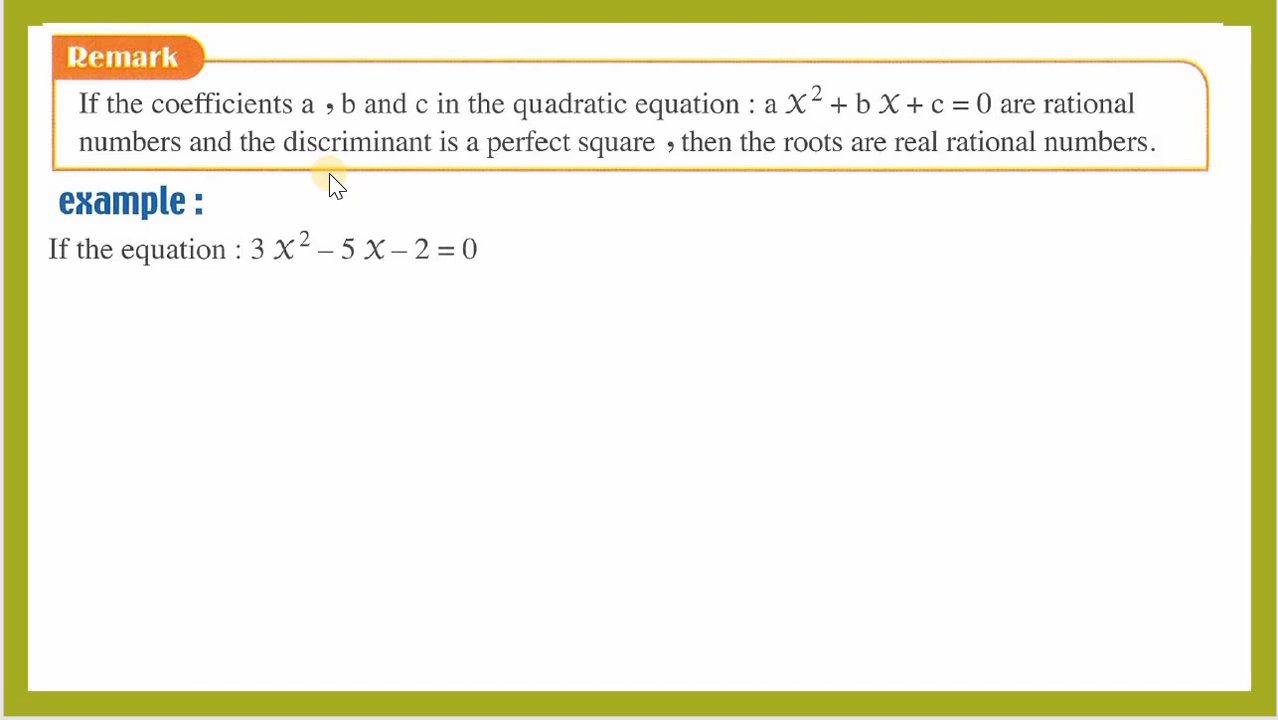 Remark
If the coefficients a , b and c in the quadratic equation : a X² + b X + c = 0 are rational
numbers and the discriminant is a perfect square , then the roots are real rational numbers.
example :
If the equation : 3 X² – 5 X – 2 = 0